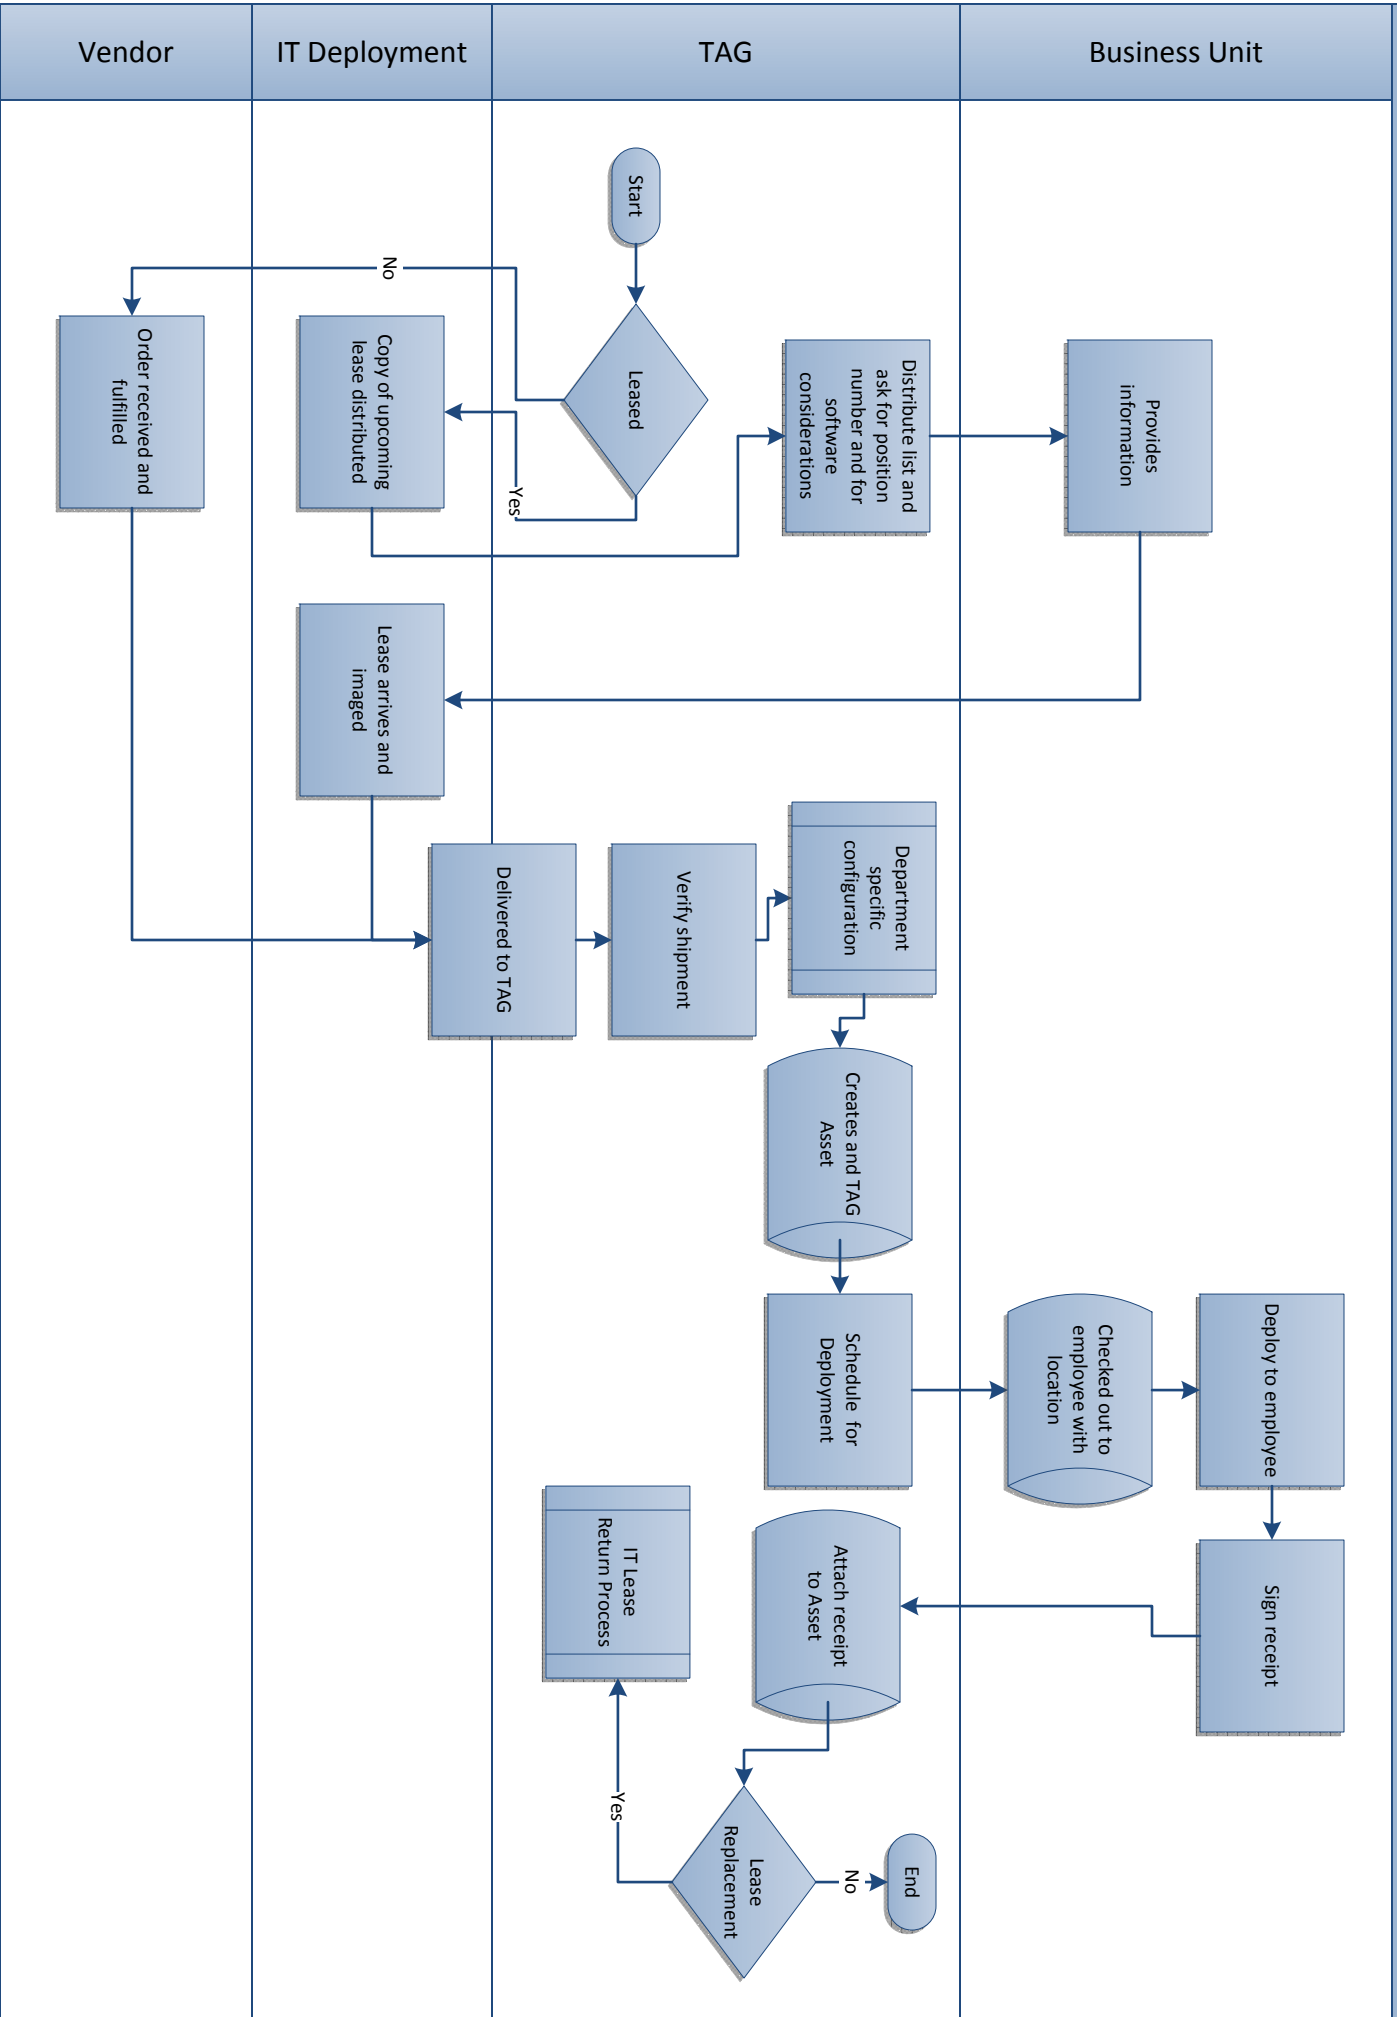 Vendor
IT Deployment
TAG
Business Unit
Start
Leased
No
Yes
Order received and
fulfilled
Copy of upcoming
lease distributed
Distribute list and
ask for position
number and for
software
considerations
Provides
information
Lease arrives and
imaged
Delivered to TAG
Verify shipment
Department
specific
configuration
Creates and TAG
Asset
Schedule for
Deployment
Checked out to
employee with
location
Deploy to employee
Sign receipt
Attach receipt
to Asset
Lease
Replacement
Yes
IT Lease
Return Process
No
End